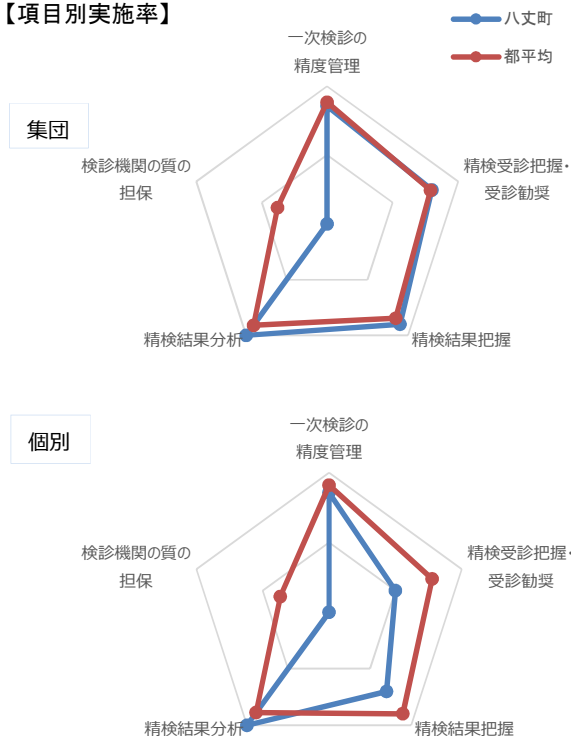 【項目別実施率】
八丈町
都平均
集団
一次検診の
精度管理
精検受診把握・
受診勧奨
精検結果把握
精検結果分析
検診機関の質の
担保
個別
一次検診の
精度管理
精検受診把握・
受診勧奨
精検結果把握
精検結果分析
検診機関の質の
担保